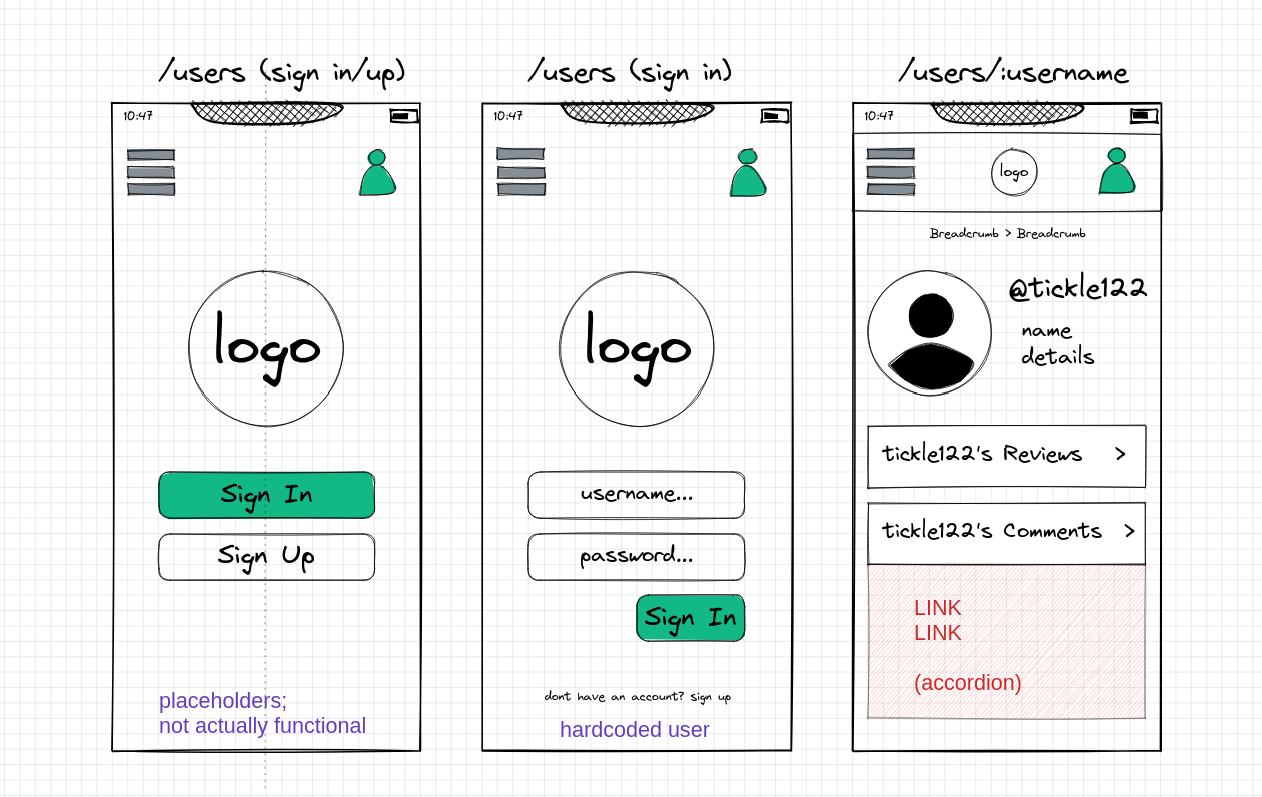 /users (sign in/up)
10:47
logo
Sign In
Sign Up
placeholders;
not actually functional
/users (sign in)
10:47
logo
username...
password...
Sign In
dont have an account? sign up
hardcoded user
/users/:username
10:47
logo
Breadcrumb > Breadcrumb
@tickle122
name
details
tickle122's Reviews >
tickle122's Comments >
LINK
LINK
(accordion)